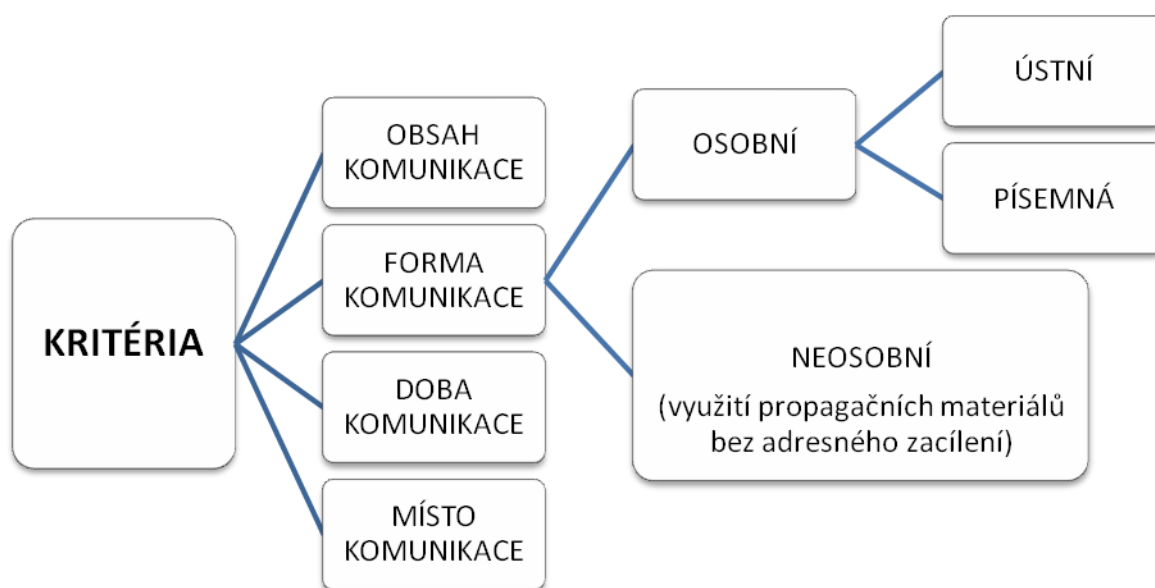 KRITÉRIA
OBSAH
KOMUNIKACE
FORMA
KOMUNIKACE
DOBA
KOMUNIKACE
MÍSTO
KOMUNIKACE
OSOBNÍ
NEOSOBNÍ
(využití propagačních materiálů
bez adresného zacílení)
ÚSTNÍ
PÍSEMNÁ